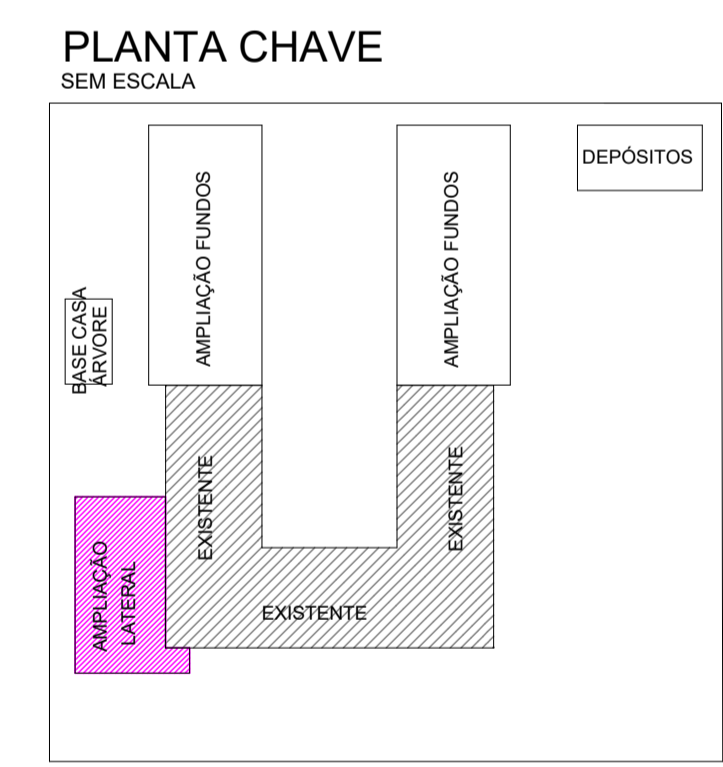 PLANTA CHAVE
SEM ESCALA
AMPLIAÇÃO FUNDOS
AMPLIAÇÃO FUNDOS
DEPÓSITOS
BASE CASA
ÁRVORE
EXISTENTE
EXISTENTE
EXISTENTE
AMPLIAÇÃO
LATERAL